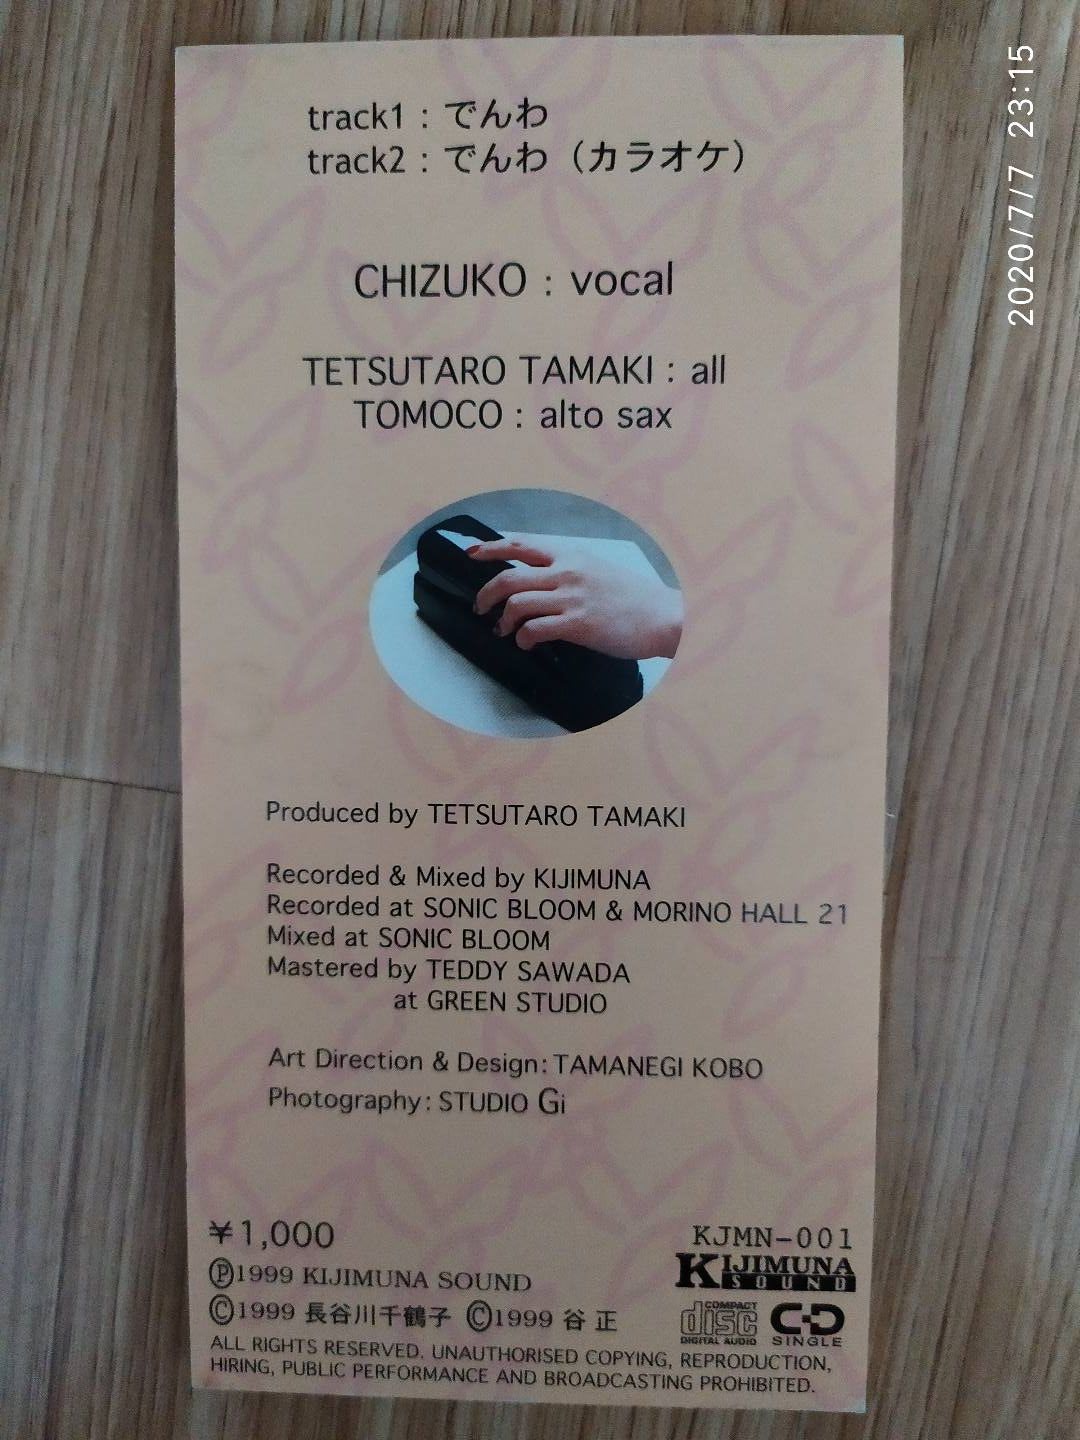 track1 : でんわ
track2 : でんわ（カラオケ）
CHIZUKO : vocal
TETSUTARO TAMAKI : all
TOMOCO : alto sax
Produced by TETSUTARO TAMAKI
Recorded & Mixed by KIJIMUNA
Recorded at SONIC BLOOM & MORINO HALL 21
Mixed at SONIC BLOOM
Mastered by TEDDY SAWADA
at GREEN STUDIO
Art Direction & Design: TAMANEGI KOBO
Photography: STUDIO Gi
¥1,000
Ⓟ1999 KIJIMUNA SOUND
©1999 長谷川千鶴子 ©1999 谷 正
ALL RIGHTS RESERVED. UNAUTHORISED COPYING, REPRODUCTION,
HIRING, PUBLIC PERFORMANCE AND BROADCASTING PROHIBITED.
KJMN-001
KIJIMUNA
SOUND
COMPACT
disc
DIGITAL AUDIO
CD
SINGLE
2020/7/7 23:15